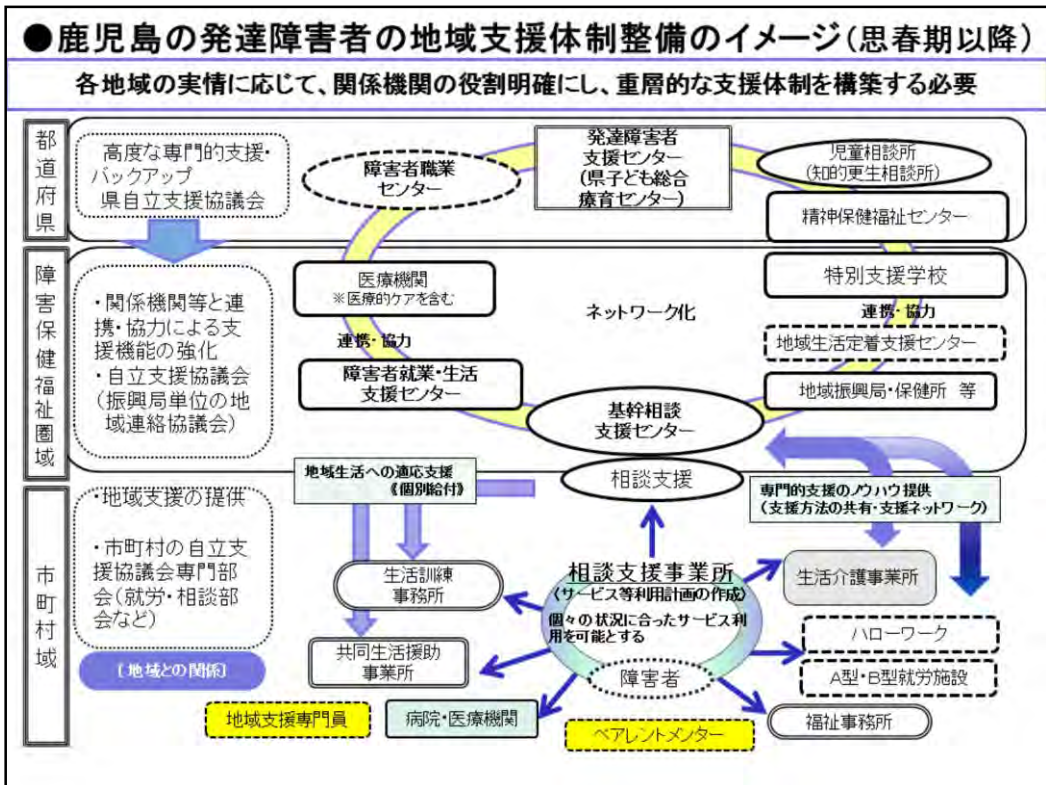 ●鹿児島の発達障害者の地域支援体制整備のイメージ(思春期以降)
各地域の実情に応じて、関係機関の役割明確にし、重層的な支援体制を構築する必要
都道府県
高度な専門的支援・
バックアップ
県自立支援協議会
障害者職業
センター
発達障害者
支援センター
(県子ども総合
療育センター)
児童相談所
(知的更生相談所)
精神保健福祉センター
障害保健福祉圏域
・関係機関等と連
携・協力による支
援機能の強化
・自立支援協議会
(振興局単位の地
域連絡協議会)
医療機関
※医療的ケアを含む
ネットワーク化
特別支援学校
連携・協力
地域生活定着支援センター
連携・協力
障害者就業・生活
支援センター
基幹相談
支援センター
地域振興局・保健所 等
市町村域
・地域支援の提供
・市町村の自立支
援協議会専門部
会(就労・相談部
会など)
[地域との関係]
地域生活への適応支援
《個別給付》
相談支援
専門的支援のノウハウ提供
(支援方法の共有・支援ネットワーク)
生活訓練
事務所
相談支援事業所
(サービス等利用計画の作成)
個々の状況に合ったサービス利
用を可能とする
生活介護事業所
共同生活援助
事業所
障害者
ハローワーク
A型・B型就労施設
地域支援専門員
病院・医療機関
ペアレントメンター
福祉事務所